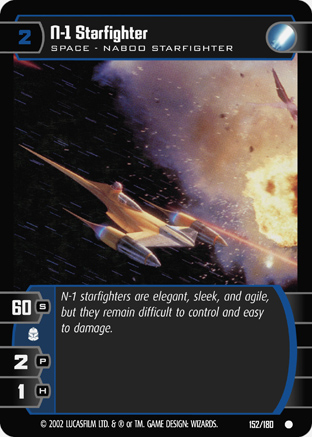 2 N-1 Starfighter
SPACE - NABOO STARFIGHTER
60 S
N-1 starfighters are elegant, sleek, and agile,
but they remain difficult to control and easy
to damage.
2 P
1 H
© 2002 LUCASFILM LTD. & ® or TM. GAME DESIGN: WIZARDS. 152/180